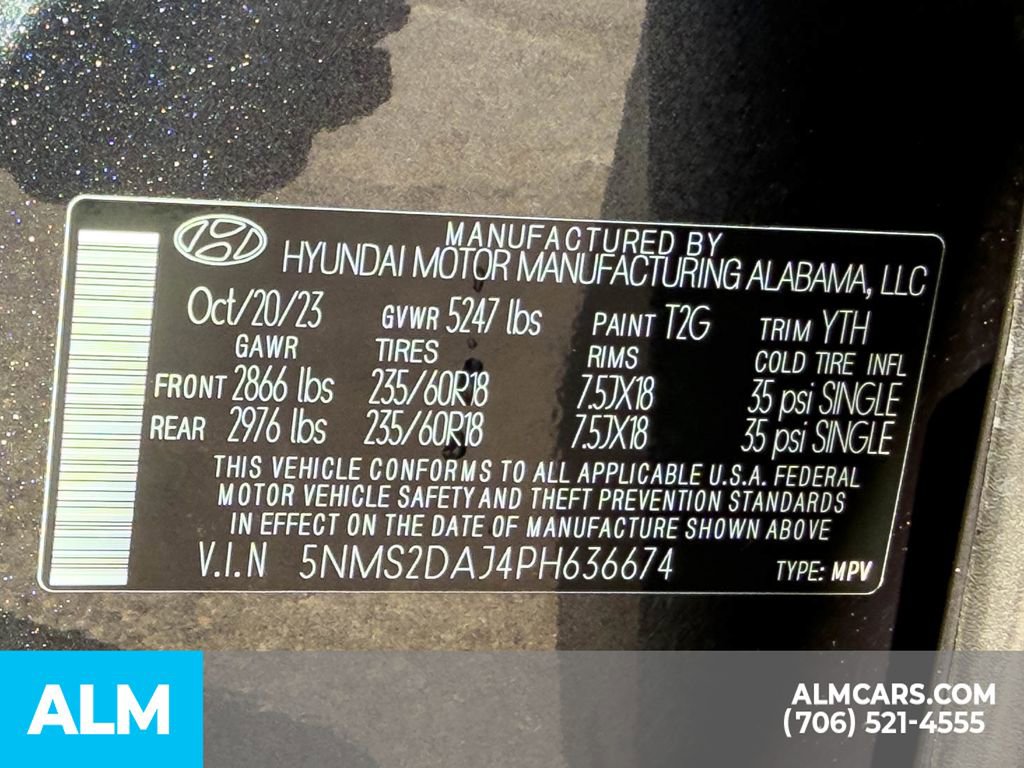 MANUFACTURED BY
HYUNDAI MOTOR MANUFACTURING ALABAMA, LLC
Oct/20/23 GVWR 5247 lbs PAINT T2G TRIM YTH
GAWR TIRES RIMS COLD TIRE INFL
FRONT 2866 lbs 235/60R18 7.5JX18 35 psi SINGLE
REAR 2976 lbs 235/60R18 7.5JX18 35 psi SINGLE
THIS VEHICLE CONFORMS TO ALL APPLICABLE U.S.A. FEDERAL
MOTOR VEHICLE SAFETY AND THEFT PREVENTION STANDARDS
IN EFFECT ON THE DATE OF MANUFACTURE SHOWN ABOVE
V.I.N 5NMS2DAJ4PH636674 TYPE: MPV
ALM
ALMCARS.COM
(706) 521-4555